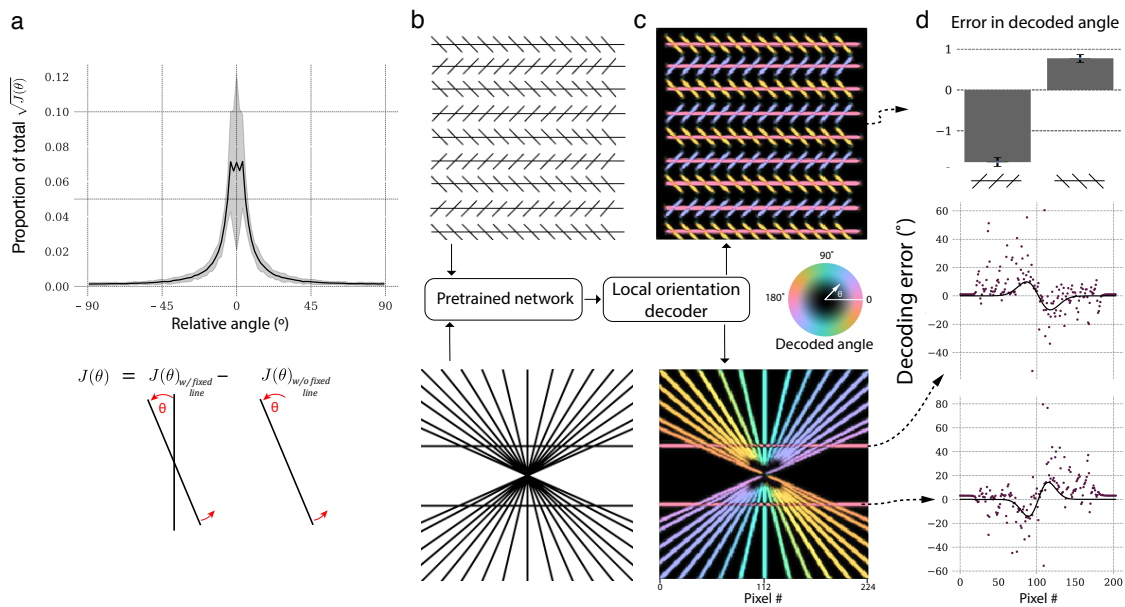 a
Proportion of total √J(θ)
0.12
0.10
0.08
0.06
0.04
0.02
0.00
−90
−45
0
45
90
Relative angle (º)
J(θ) = J(θ)w/ fixed line − J(θ)w/o fixed line
θ
θ
b
Pretrained network
c
Local orientation
decoder
90˚
180˚
θ
0
Decoded angle
0
112
224
Pixel #
d
Error in decoded angle
1
0
−1
Decoding error (˚)
60
40
20
0
−20
−40
80
60
40
20
0
−20
−40
−60
0
50
100
150
200
Pixel #